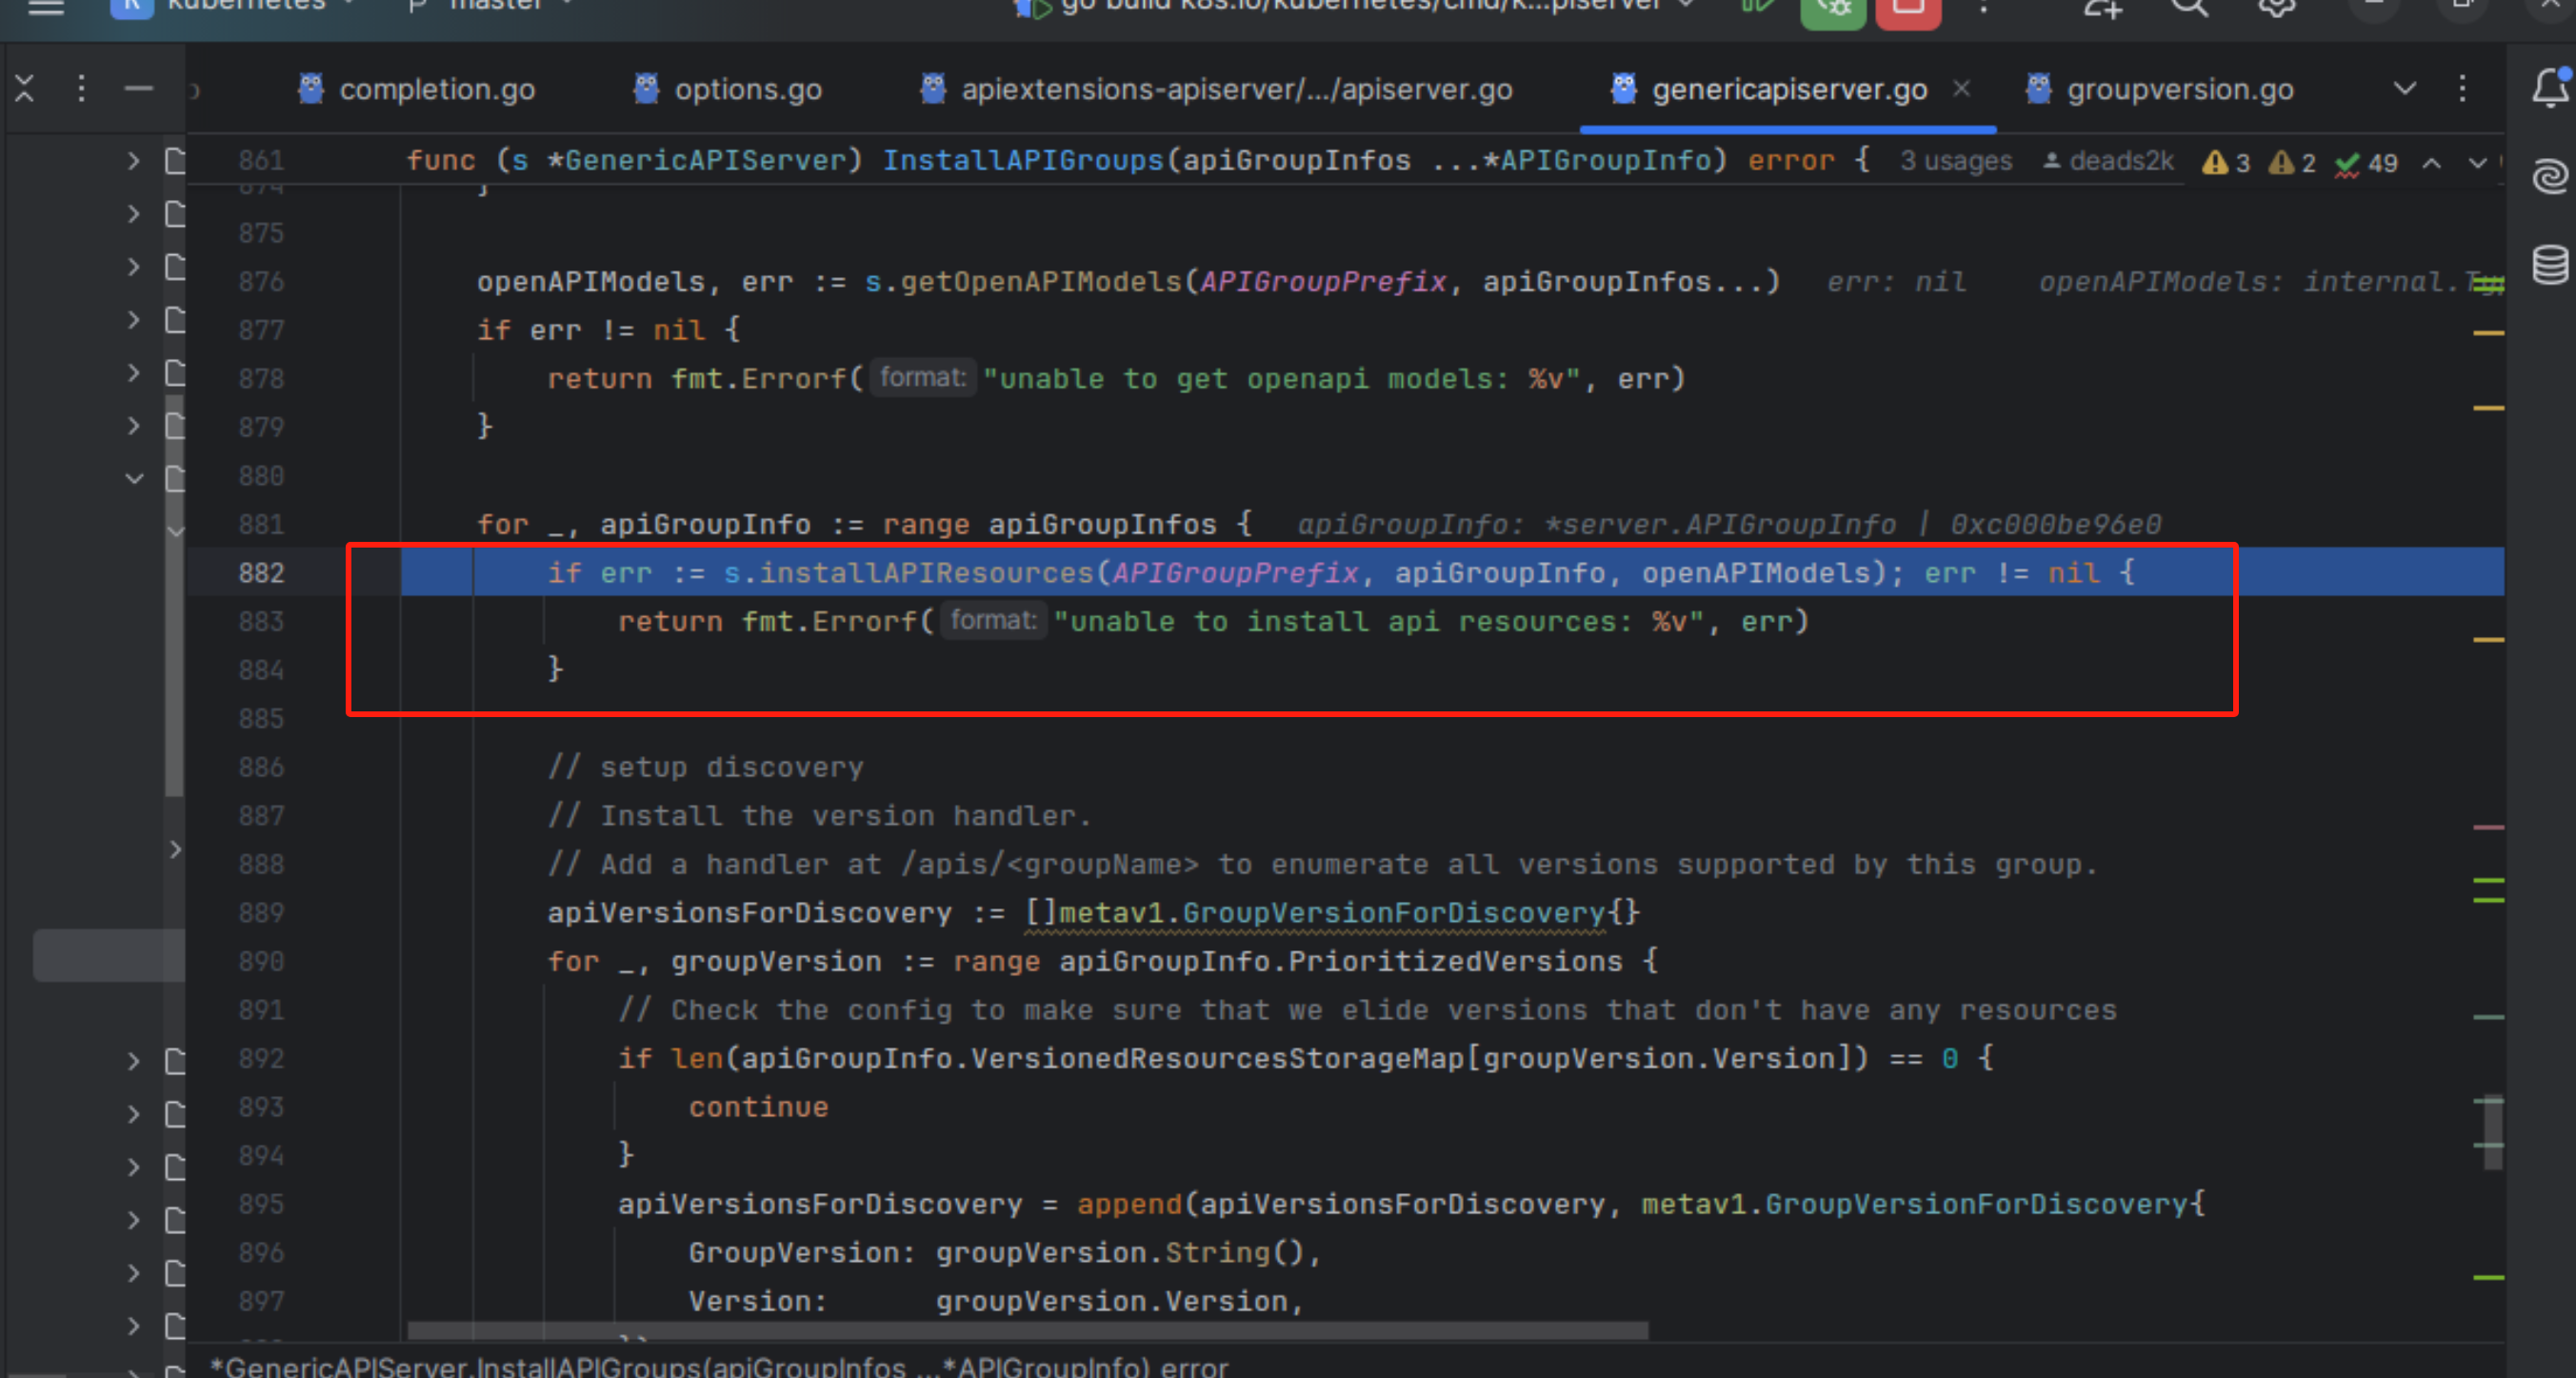 kubernetes master go build k8s.io/kubernetes/cmd/k...piserver
completion.go options.go apiextensions-apiserver/.../apiserver.go genericapiserver.go groupversion.go
861 func (s *GenericAPIServer) InstallAPIGroups(apiGroupInfos ...*APIGroupInfo) error { 3 usages deads2k 3 2 49
874 }
875
876 openAPIModels, err := s.getOpenAPIModels(APIGroupPrefix, apiGroupInfos...) err: nil openAPIModels: internal.Ty
877 if err != nil {
878 return fmt.Errorf( format: "unable to get openapi models: %v", err)
879 }
880
881 for _, apiGroupInfo := range apiGroupInfos { apiGroupInfo: *server.APIGroupInfo | 0xc000be96e0
882 if err := s.installAPIResources(APIGroupPrefix, apiGroupInfo, openAPIModels); err != nil {
883 return fmt.Errorf( format: "unable to install api resources: %v", err)
884 }
885
886 // setup discovery
887 // Install the version handler.
888 // Add a handler at /apis/<groupName> to enumerate all versions supported by this group.
889 apiVersionsForDiscovery := []metav1.GroupVersionForDiscovery{}
890 for _, groupVersion := range apiGroupInfo.PrioritizedVersions {
891 // Check the config to make sure that we elide versions that don't have any resources
892 if len(apiGroupInfo.VersionedResourcesStorageMap[groupVersion.Version]) == 0 {
893 continue
894 }
895 apiVersionsForDiscovery = append(apiVersionsForDiscovery, metav1.GroupVersionForDiscovery{
896 GroupVersion: groupVersion.String(),
897 Version: groupVersion.Version,
})
*GenericAPIServer.InstallAPIGroups(apiGroupInfos ...*APIGroupInfo) error